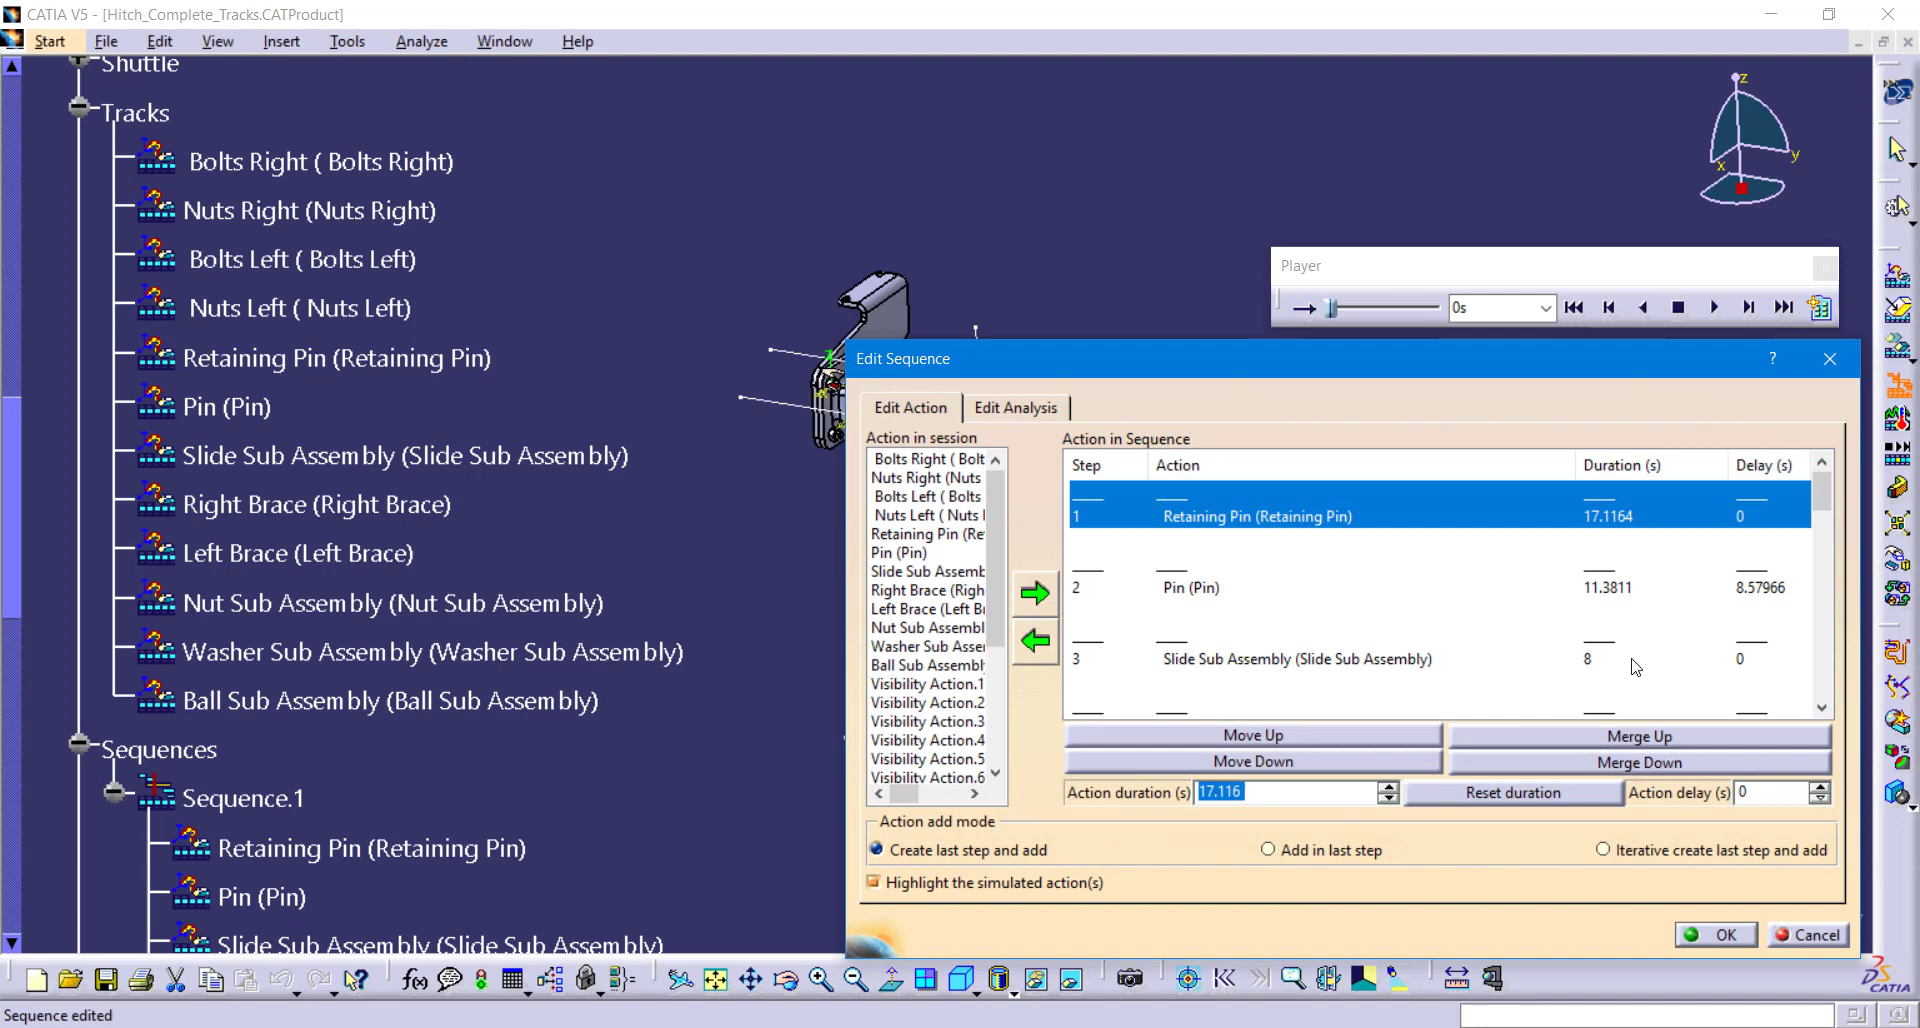 CATIA V5 - [Hitch_Complete_Tracks.CATProduct]
Start File Edit View Insert Tools Analyze Window Help
Shuttle
Tracks
Bolts Right ( Bolts Right)
Nuts Right (Nuts Right)
Bolts Left ( Bolts Left)
Nuts Left ( Nuts Left)
Retaining Pin (Retaining Pin)
Pin (Pin)
Slide Sub Assembly (Slide Sub Assembly)
Right Brace (Right Brace)
Left Brace (Left Brace)
Nut Sub Assembly (Nut Sub Assembly)
Washer Sub Assembly (Washer Sub Assembly)
Ball Sub Assembly (Ball Sub Assembly)
Sequences
Sequence.1
Retaining Pin (Retaining Pin)
Pin (Pin)
Slide Sub Assembly (Slide Sub Assembly)
z
y
x
Player
0s
Edit Sequence
?
Edit Action Edit Analysis
Action in session
Bolts Right ( Bolt
Nuts Right (Nuts
Bolts Left ( Bolts
Nuts Left ( Nuts l
Retaining Pin (Re
Pin (Pin)
Slide Sub Assemb
Right Brace (Righ
Left Brace (Left B
Nut Sub Assembl
Washer Sub Asse
Ball Sub Assembl
Visibility Action.1
Visibility Action.2
Visibility Action.3
Visibility Action.4
Visibility Action.5
Visibility Action.6
Action in Sequence
Step Action Duration (s) Delay (s)
1 Retaining Pin (Retaining Pin) 17.1164 0
2 Pin (Pin) 11.3811 8.57966
3 Slide Sub Assembly (Slide Sub Assembly) 8 0
Move Up Merge Up
Move Down Merge Down
Action duration (s) 17.116 Reset duration Action delay (s) 0
Action add mode
Create last step and add Add in last step Iterative create last step and add
Highlight the simulated action(s)
OK Cancel
f(x)
CATIA
Sequence edited